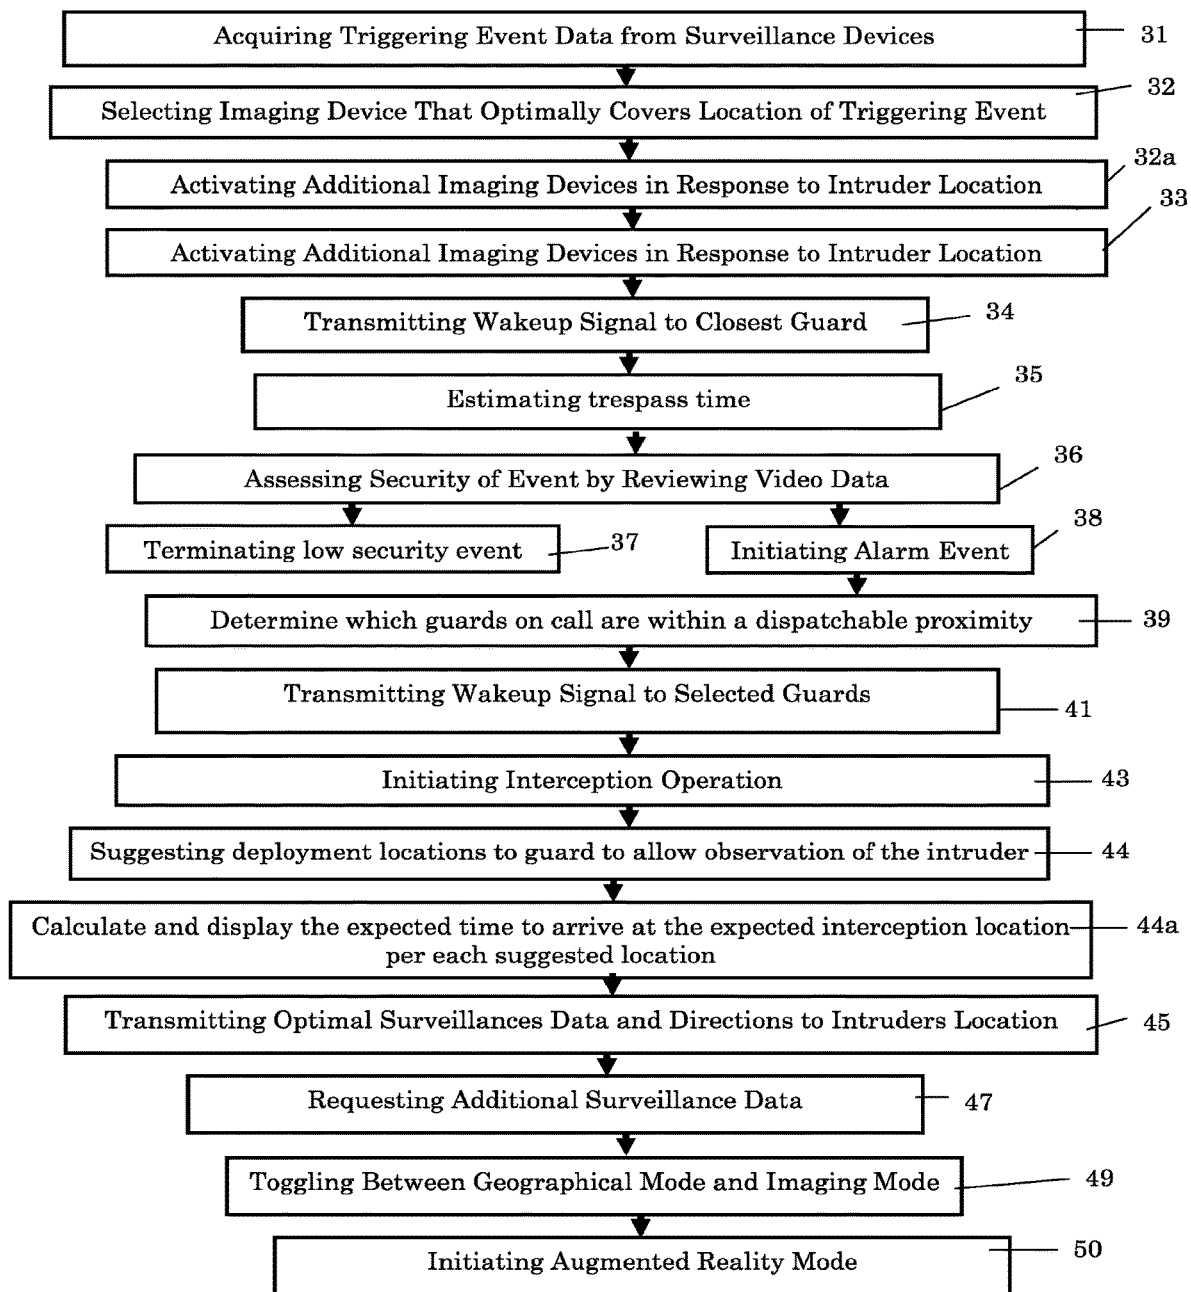 Acquiring Triggering Event Data from Surveillance Devices 31
Selecting Imaging Device That Optimally Covers Location of Triggering Event 32
Activating Additional Imaging Devices in Response to Intruder Location 32a
Activating Additional Imaging Devices in Response to Intruder Location 33
Transmitting Wakeup Signal to Closest Guard 34
Estimating trespass time 35
Assessing Security of Event by Reviewing Video Data 36
Terminating low security event 37
Initiating Alarm Event 38
Determine which guards on call are within a dispatchable proximity 39
Transmitting Wakeup Signal to Selected Guards 41
Initiating Interception Operation 43
Suggesting deployment locations to guard to allow observation of the intruder 44
Calculate and display the expected time to arrive at the expected interception location 44a
per each suggested location
Transmitting Optimal Surveillances Data and Directions to Intruders Location 45
Requesting Additional Surveillance Data 47
Toggling Between Geographical Mode and Imaging Mode 49
Initiating Augmented Reality Mode 50